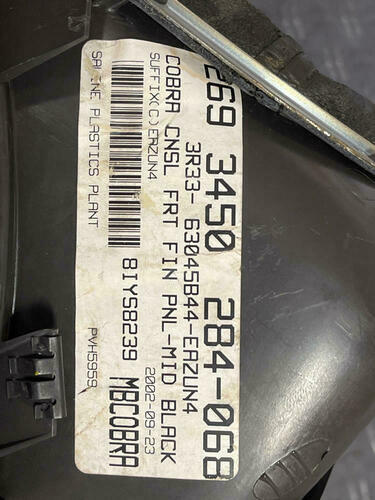 269 3450 284-068
3R33- 63045B44-EAZUN4
COBRA CNSL FRT FIN PNL-MID BLACK
SUFFIX(C)EAZUN4
2002-09-23
8IY58239 MBCOBRA
SALINE PLASTICS PLANT PVH5959